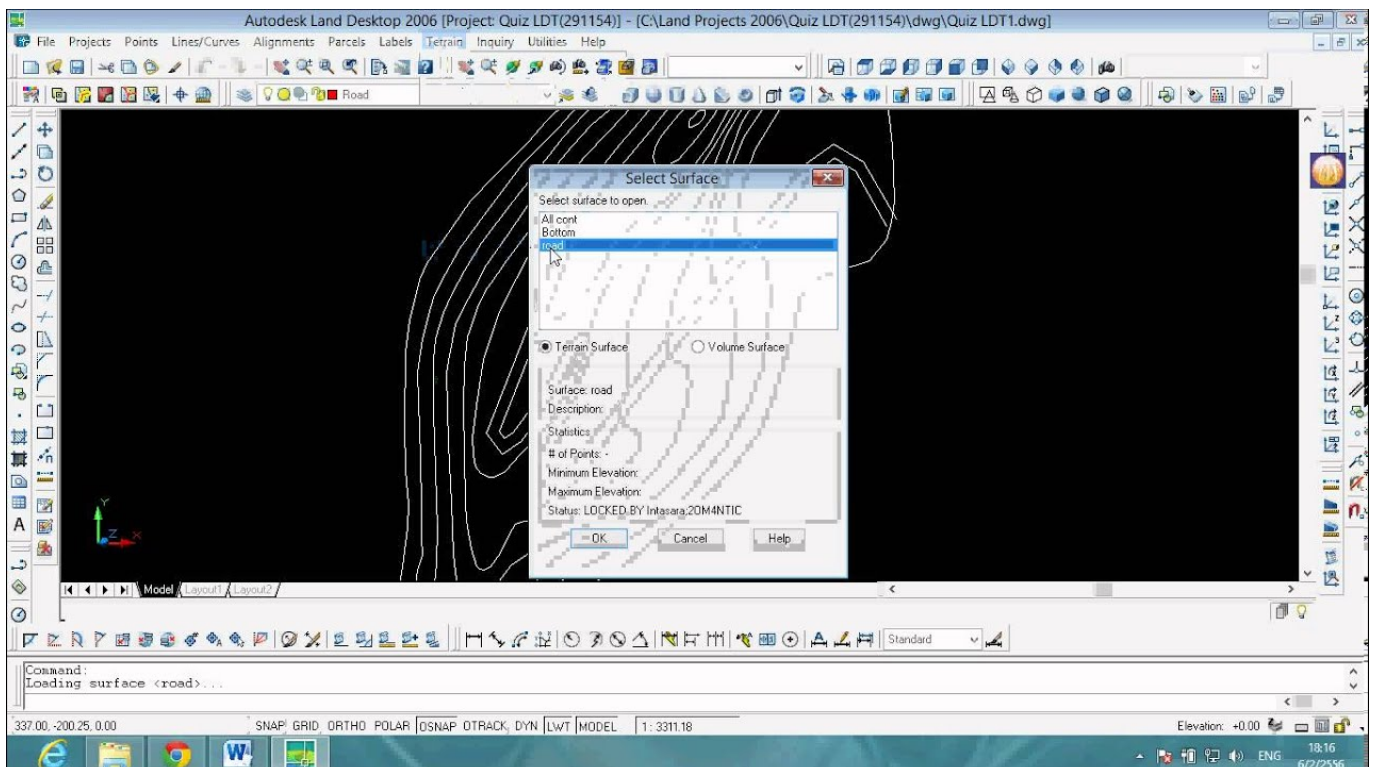 Autodesk Land Desktop 2006 [Project: Quiz LDT(291154)] - [C:\Land Projects 2006\Quiz LDT(291154)\dwg\Quiz LDT1.dwg]
File Projects Points Lines/Curves Alignments Parcels Labels Terrain Inquiry Utilities Help
Road
Select Surface
Select surface to open.
All cont
Bottom
road
Terrain Surface Volume Surface
Surface: road
Description:
Statistics
# of Points: -
Minimum Elevation:
Maximum Elevation:
Status: LOCKED BY Intasara;20M4NTIC
OK Cancel Help
Y
Z X
Model Layout1 Layout2
Standard
Command:
Loading surface <road>...
337.00, -200.25, 0.00 SNAP GRID ORTHO POLAR OSNAP OTRACK DYN LWT MODEL 1: 3311.18 Elevation: +0.00
ENG 18:16
6/2/2556